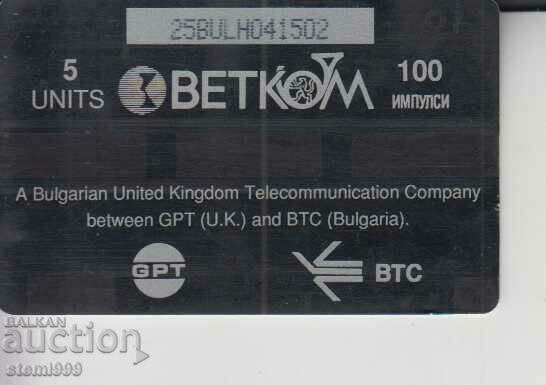 25BULH041502
5
UNITS
BETKOM
100
ИМПУЛСИ
A Bulgarian United Kingdom Telecommunication Company
between GPT (U.K.) and BTC (Bulgaria).
GPT
BTC
BALKAN
auction
stemi999